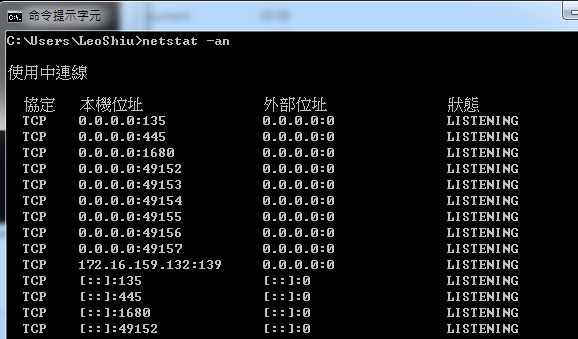 命令提示字元
C:\Users\LeoShiu>netstat -an
使用中連線
協定 本機位址 外部位址 狀態
TCP 0.0.0.0:135 0.0.0.0:0 LISTENING
TCP 0.0.0.0:445 0.0.0.0:0 LISTENING
TCP 0.0.0.0:1680 0.0.0.0:0 LISTENING
TCP 0.0.0.0:49152 0.0.0.0:0 LISTENING
TCP 0.0.0.0:49153 0.0.0.0:0 LISTENING
TCP 0.0.0.0:49154 0.0.0.0:0 LISTENING
TCP 0.0.0.0:49155 0.0.0.0:0 LISTENING
TCP 0.0.0.0:49156 0.0.0.0:0 LISTENING
TCP 0.0.0.0:49157 0.0.0.0:0 LISTENING
TCP 172.16.159.132:139 0.0.0.0:0 LISTENING
TCP [::]:135 [::]:0 LISTENING
TCP [::]:445 [::]:0 LISTENING
TCP [::]:1680 [::]:0 LISTENING
TCP [::]:49152 [::]:0 LISTENING